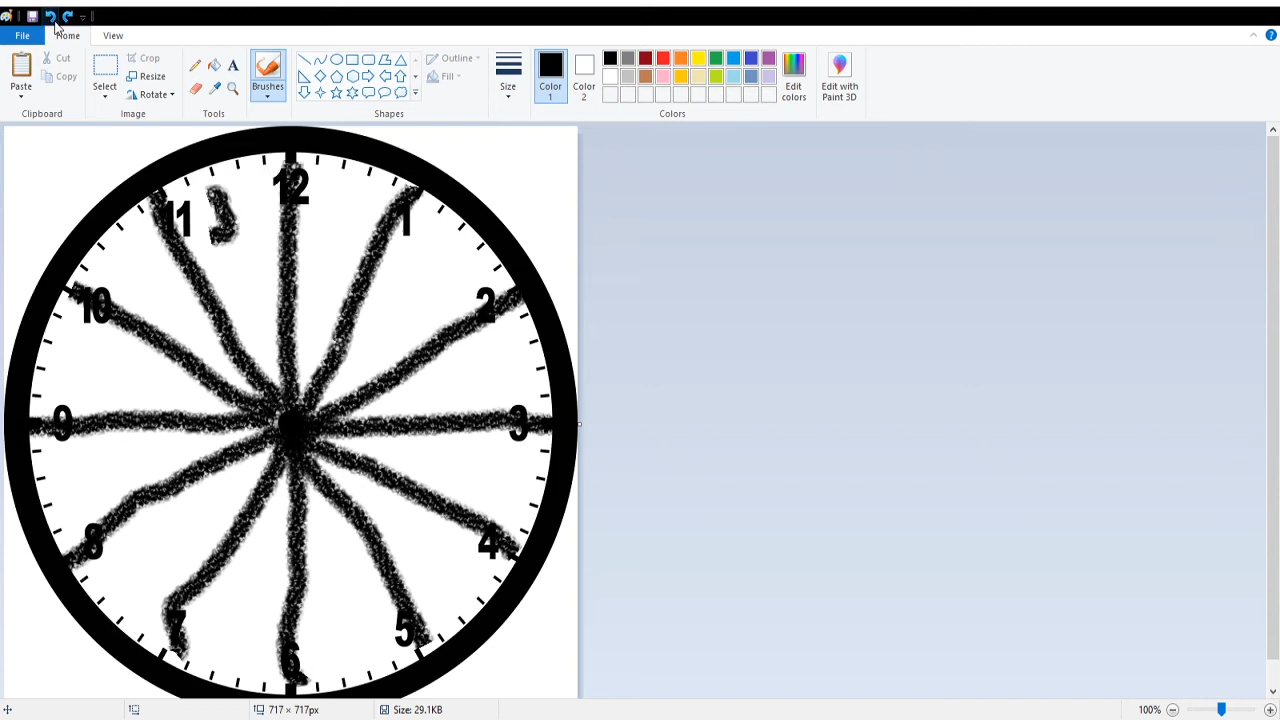 File Home View
Cut Crop Outline Edit with
Copy Resize Fill
Paste Select Rotate Brushes Size Color 1 Color 2 Edit colors Edit with Paint 3D
Clipboard Image Tools Shapes Colors
12
11 1
10 2
9 3
8 4
7 5
6
717 × 717px Size: 29.1KB 100%